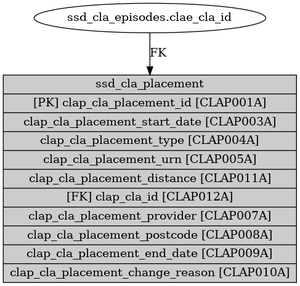 ssd_cla_episodes.clae_cla_id
FK
ssd_cla_placement
[PK] clap_cla_placement_id [CLAP001A]
clap_cla_placement_start_date [CLAP003A]
clap_cla_placement_type [CLAP004A]
clap_cla_placement_urn [CLAP005A]
clap_cla_placement_distance [CLAP011A]
[FK] clap_cla_id [CLAP012A]
clap_cla_placement_provider [CLAP007A]
clap_cla_placement_postcode [CLAP008A]
clap_cla_placement_end_date [CLAP009A]
clap_cla_placement_change_reason [CLAP010A]